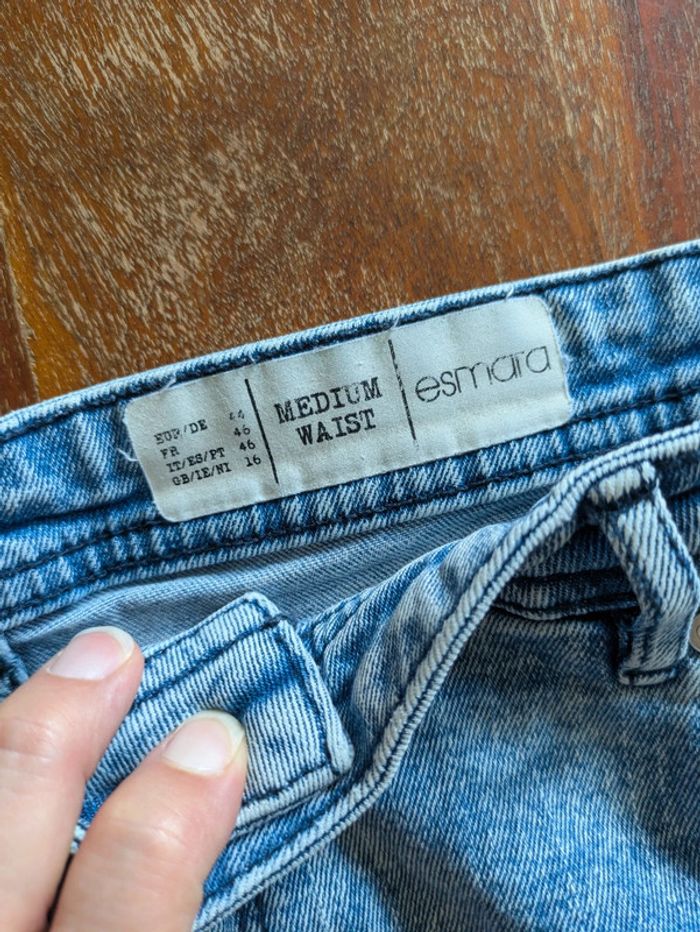 EUR/DE 44
FR 46
IT/ES/PT 46
GB/IE/NI 16
MEDIUM
WAIST
esmara